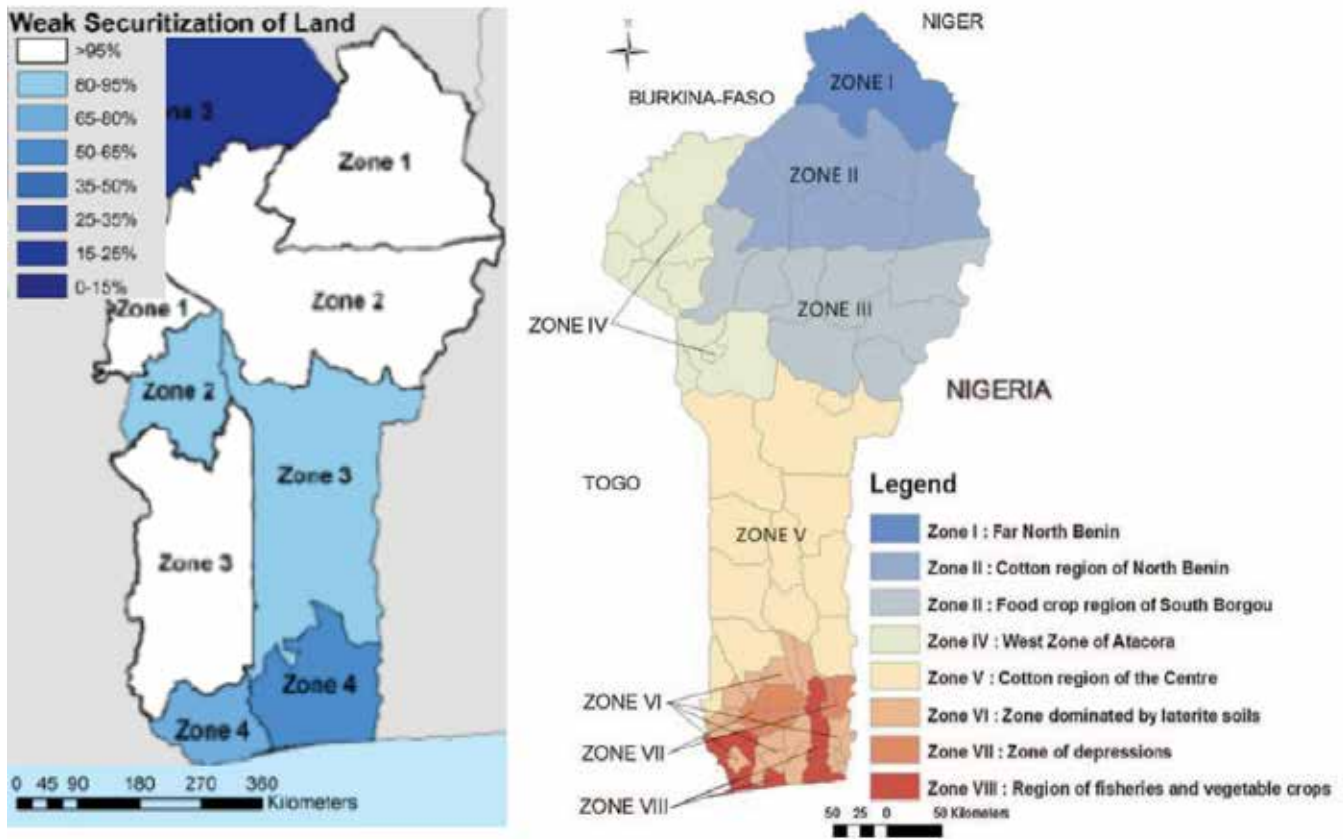 Weak Securitization of Land
>95%
80-95%
65-80%
50-65%
35-50%
25-35%
15-25%
0-15%
Zone 1
Zone 1
Zone 2
Zone 2
Zone 3
Zone 3
Zone 4
Zone 4
0 45 90 180 270 360
Kilometers
NIGER
BURKINA-FASO
ZONE I
ZONE II
ZONE III
ZONE IV
NIGERIA
TOGO
ZONE V
ZONE VI
ZONE VII
ZONE VIII
Legend
Zone I : Far North Benin
Zone II : Cotton region of North Benin
Zone II : Food crop region of South Borgou
Zone IV : West Zone of Atacora
Zone V : Cotton region of the Centre
Zone VI : Zone dominated by laterite soils
Zone VII : Zone of depressions
Zone VIII : Region of fisheries and vegetable crops
50 25 0 50 Kilometers